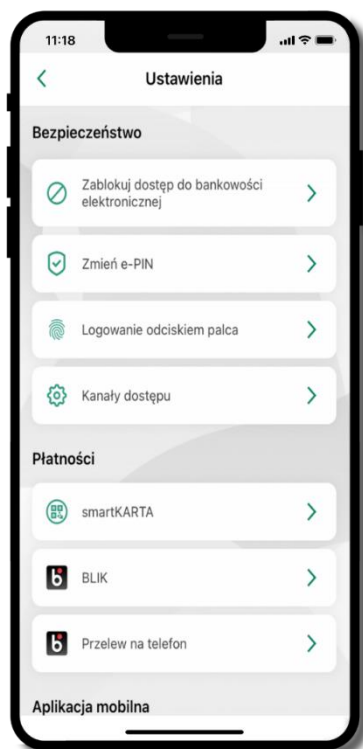 11:18
Ustawienia
Bezpieczeństwo
Zablokuj dostęp do bankowości
elektronicznej
Zmień e-PIN
Logowanie odciskiem palca
Kanały dostępu
Płatności
smartKARTA
BLIK
Przelew na telefon
Aplikacja mobilna